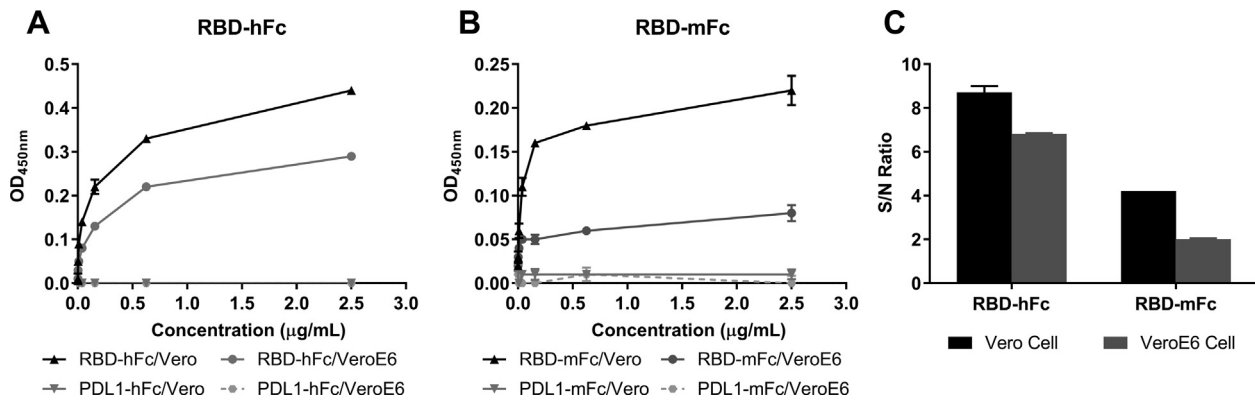 A
RBD-hFc
OD450nm
0.5
0.4
0.3
0.2
0.1
0.0
0.0 0.5 1.0 1.5 2.0 2.5 3.0
Concentration (μg/mL)
RBD-hFc/Vero RBD-hFc/VeroE6
PDL1-hFc/Vero PDL1-hFc/VeroE6
B
RBD-mFc
OD450nm
0.25
0.20
0.15
0.10
0.05
0.00
0.0 0.5 1.0 1.5 2.0 2.5 3.0
Concentration (μg/mL)
RBD-mFc/Vero RBD-mFc/VeroE6
PDL1-mFc/Vero PDL1-mFc/VeroE6
C
S/N Ratio
10
8
6
4
2
0
RBD-hFc RBD-mFc
Vero Cell VeroE6 Cell